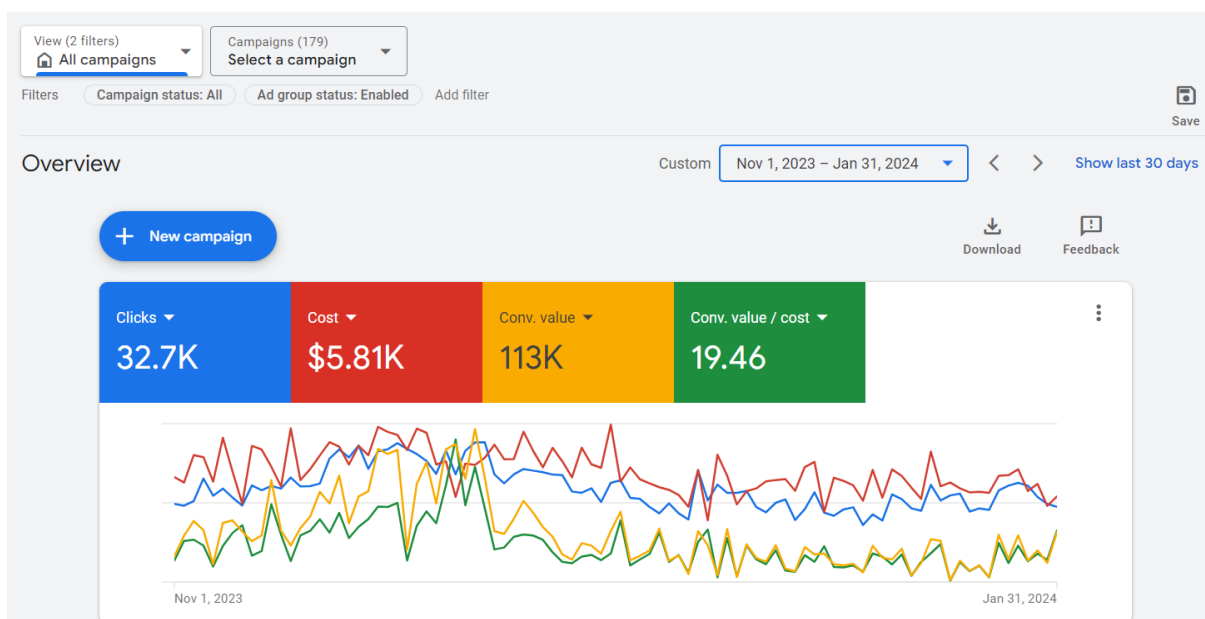 View (2 filters)
All campaigns
Campaigns (179)
Select a campaign
Filters
Campaign status: All
Ad group status: Enabled
Add filter
Save
Overview
Custom
Nov 1, 2023 – Jan 31, 2024
Show last 30 days
New campaign
Download
Feedback
Clicks
32.7K
Cost
$5.81K
Conv. value
113K
Conv. value / cost
19.46
Nov 1, 2023
Jan 31, 2024